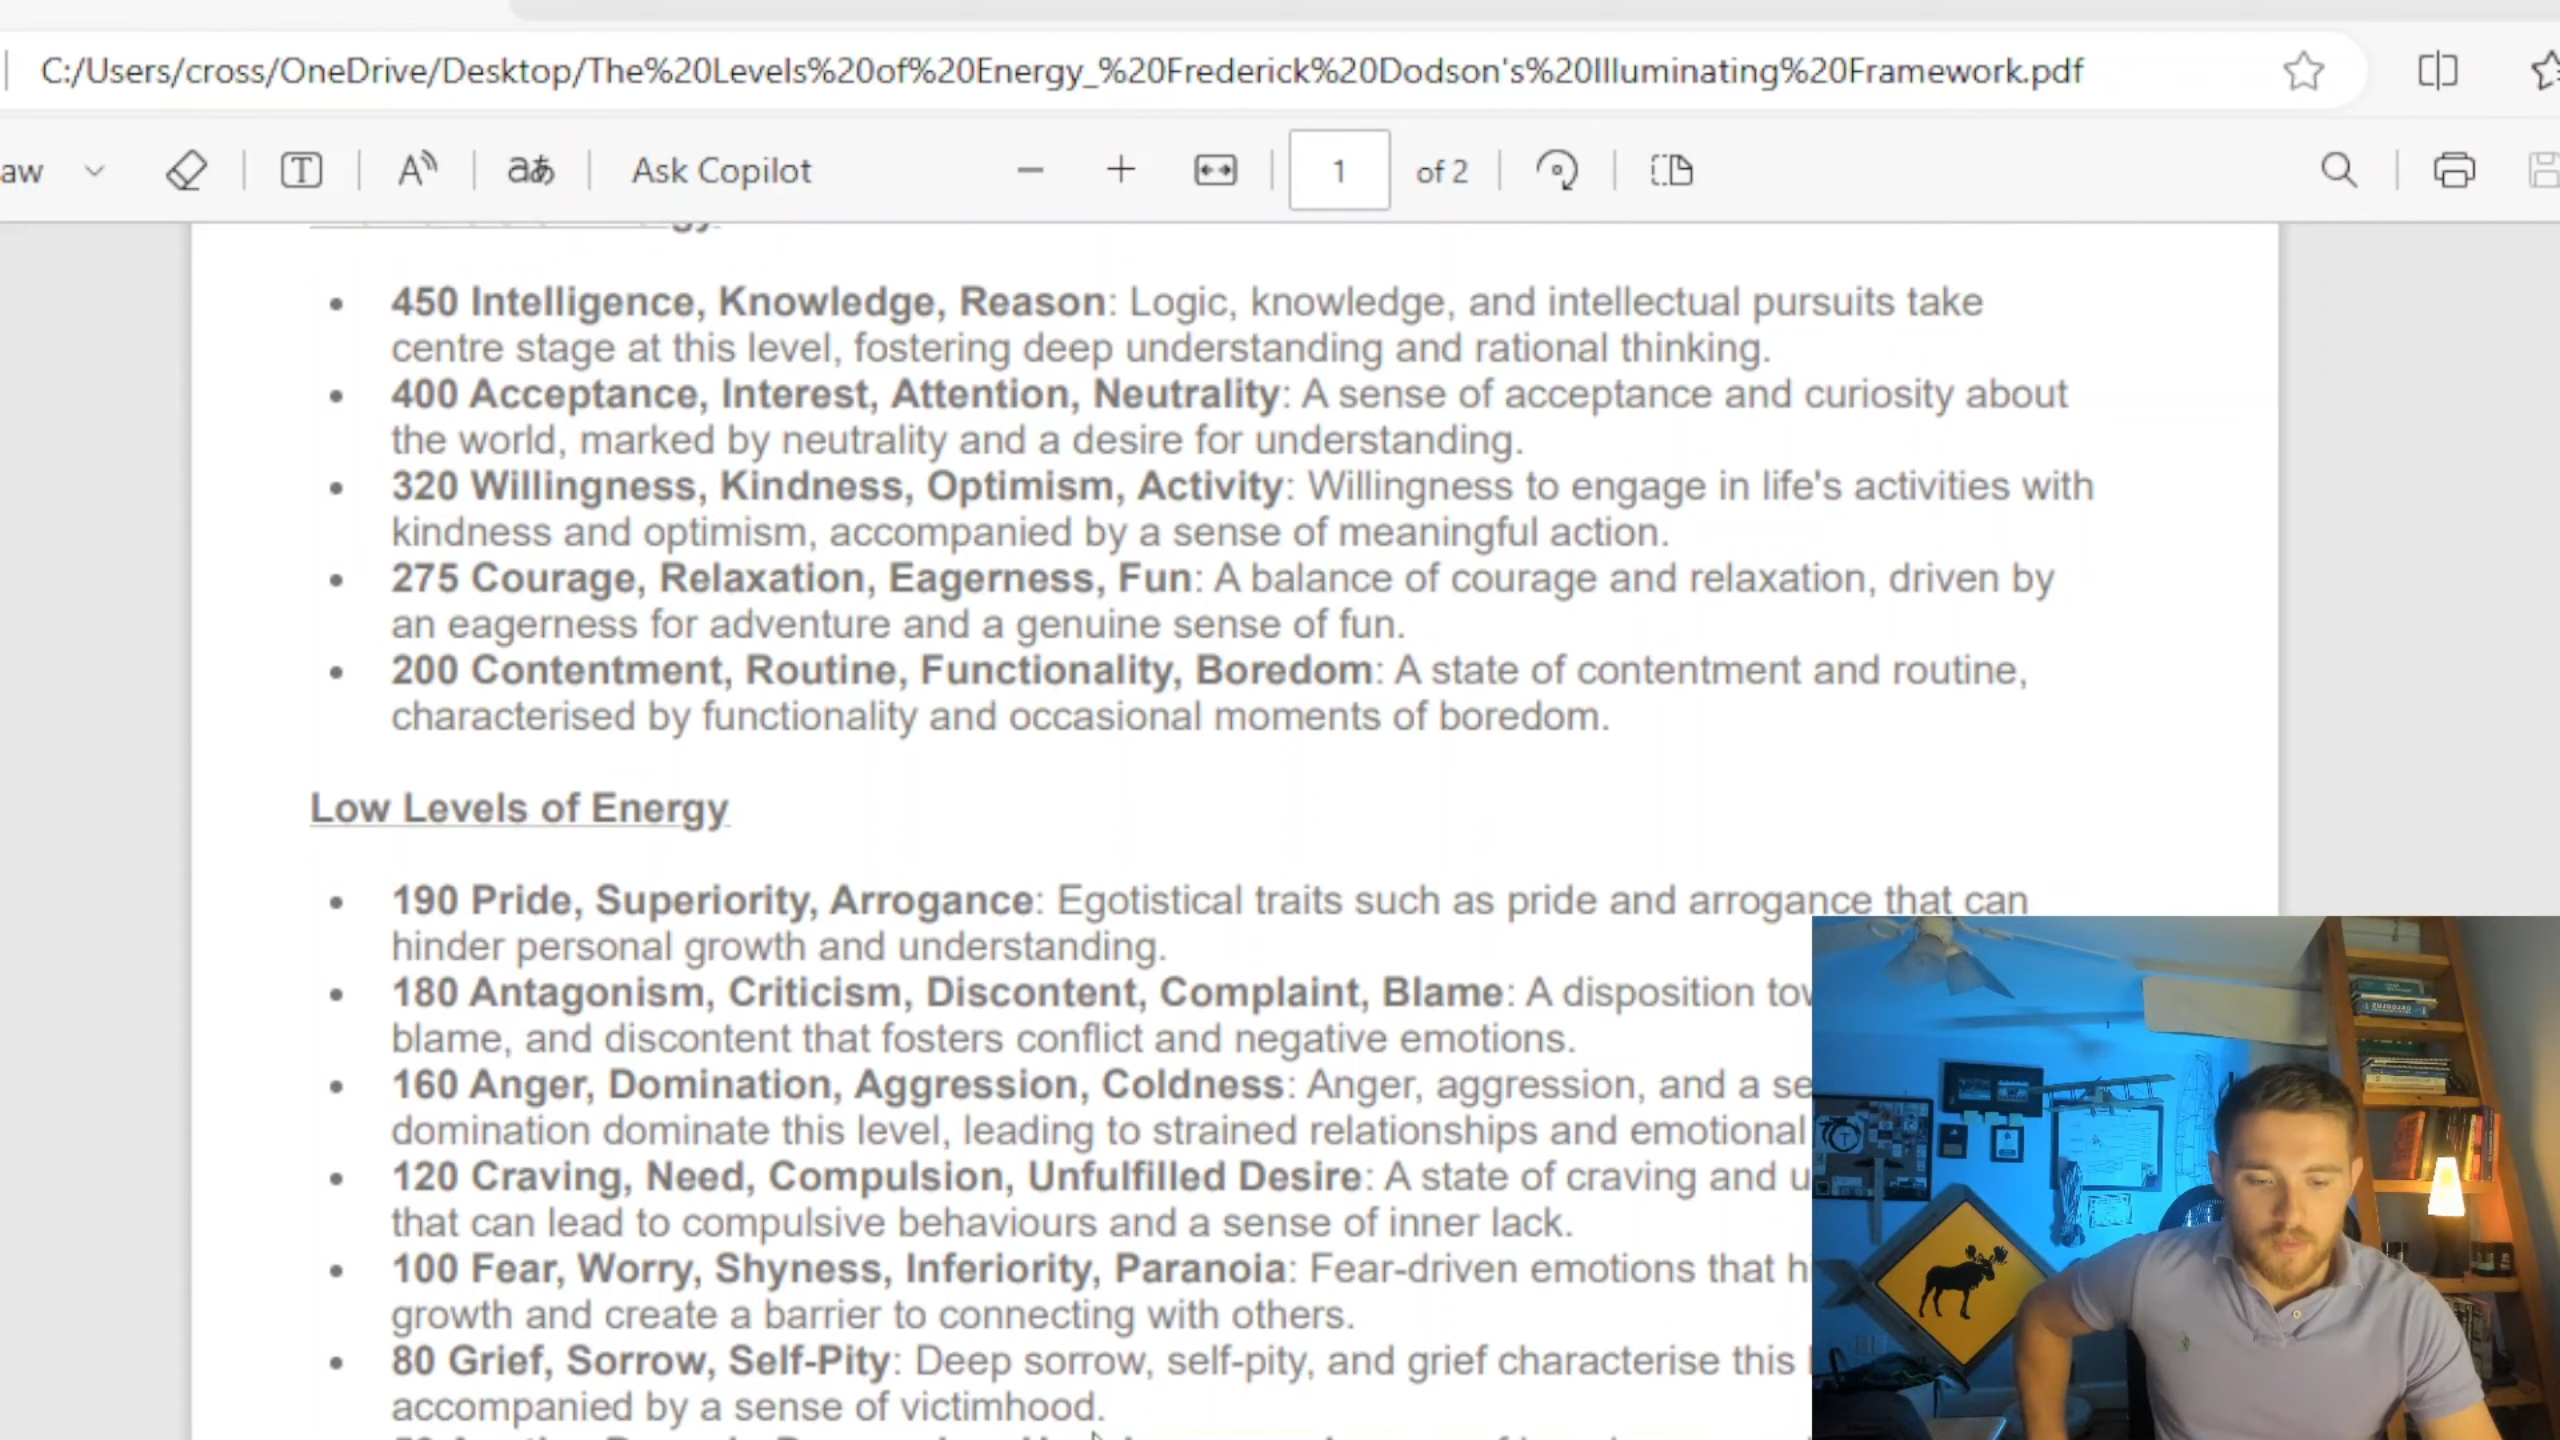 C:/Users/cross/OneDrive/Desktop/The%20Levels%20of%20Energy_%20Frederick%20Dodson's%20Illuminating%20Framework.pdf
aw
Ask Copilot
1 of 2
450 Intelligence, Knowledge, Reason: Logic, knowledge, and intellectual pursuits take
centre stage at this level, fostering deep understanding and rational thinking.
400 Acceptance, Interest, Attention, Neutrality: A sense of acceptance and curiosity about
the world, marked by neutrality and a desire for understanding.
320 Willingness, Kindness, Optimism, Activity: Willingness to engage in life's activities with
kindness and optimism, accompanied by a sense of meaningful action.
275 Courage, Relaxation, Eagerness, Fun: A balance of courage and relaxation, driven by
an eagerness for adventure and a genuine sense of fun.
200 Contentment, Routine, Functionality, Boredom: A state of contentment and routine,
characterised by functionality and occasional moments of boredom.
Low Levels of Energy
190 Pride, Superiority, Arrogance: Egotistical traits such as pride and arrogance that can
hinder personal growth and understanding.
180 Antagonism, Criticism, Discontent, Complaint, Blame: A disposition
blame, and discontent that fosters conflict and negative emotions.
160 Anger, Domination, Aggression, Coldness: Anger, aggression, and a se
domination dominate this level, leading to strained relationships and emotional
120 Craving, Need, Compulsion, Unfulfilled Desire: A state of craving and u
that can lead to compulsive behaviours and a sense of inner lack.
100 Fear, Worry, Shyness, Inferiority, Paranoia: Fear-driven emotions that h
growth and create a barrier to connecting with others.
80 Grief, Sorrow, Self-Pity: Deep sorrow, self-pity, and grief characterise this
accompanied by a sense of victimhood.